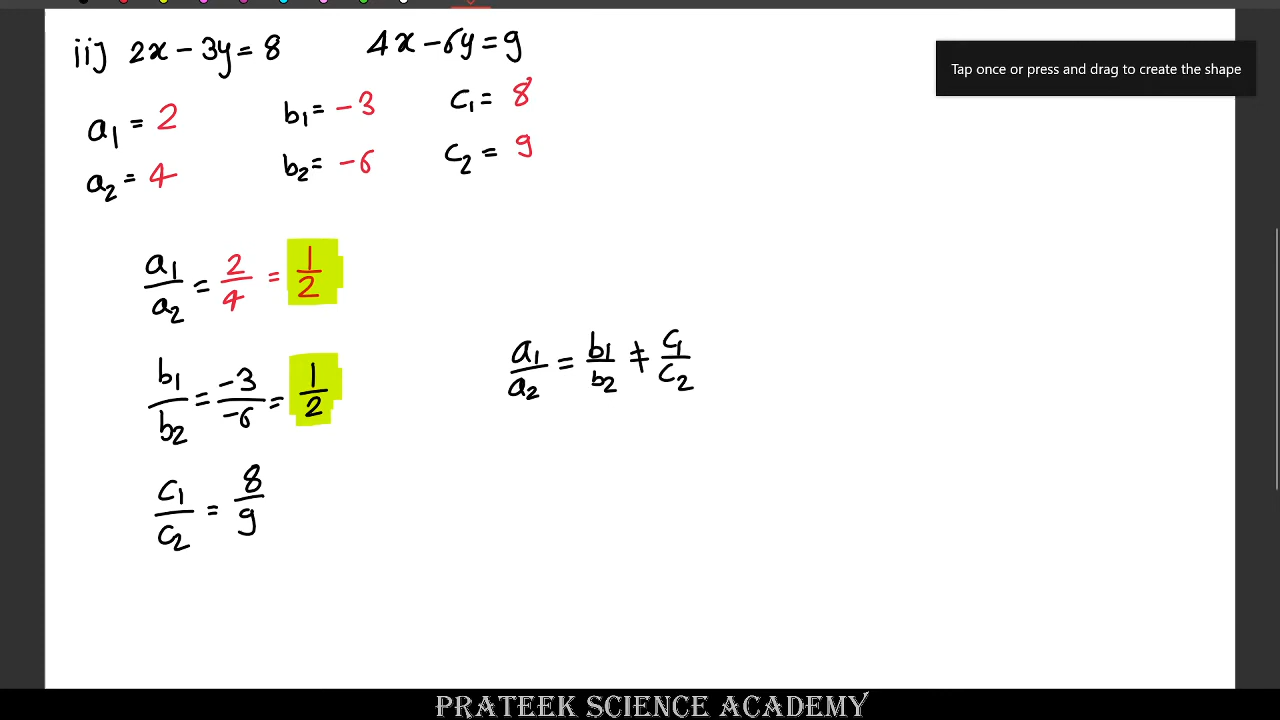 ii] 2x - 3y = 8 4x - 6y = 9
a1 = 2 b1 = -3 c1 = 8
a2 = 4 b2 = -6 c2 = 9
a1/a2 = 2/4 = 1/2
b1/b2 = -3/-6 = 1/2
a1/a2 = b1/b2 ≠ c1/c2
c1/c2 = 8/9
Tap once or press and drag to create the shape
PRATEEK SCIENCE ACADEMY